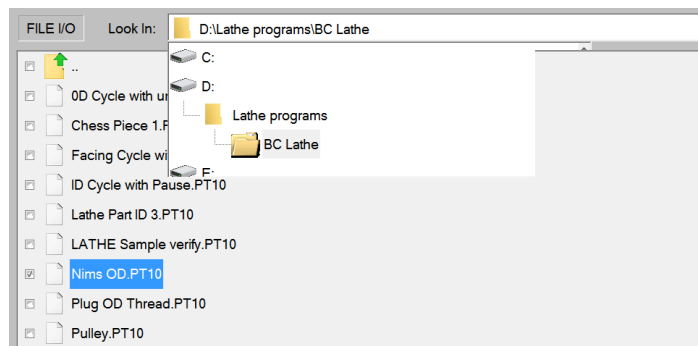 FILE I/O Look In: D:\Lathe programs\BC Lathe
C:
..
D:
0D Cycle with
Lathe programs
Chess Piece 1.
BC Lathe
Facing Cycle
ID Cycle with Pause.PT10
Lathe Part ID 3.PT10
LATHE Sample verify.PT10
Nims OD.PT10
Plug OD Thread.PT10
Pulley.PT10